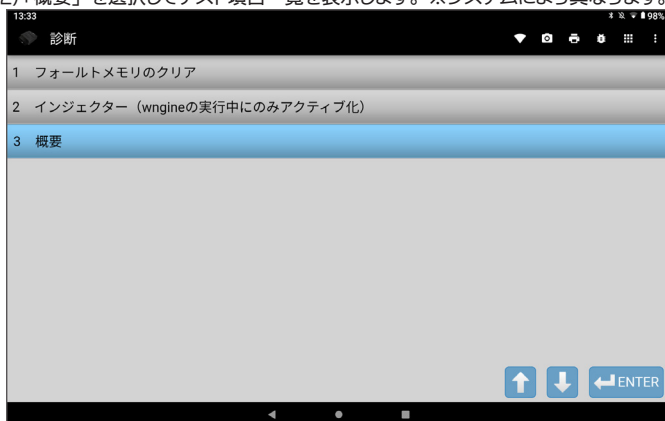 2)「概要」を選択してテスト項目一覧を表示します。※システムにより異なります。
13:33
98%
診断
1 フォールトメモリのクリア
2 インジェクター（wngineの実行中にのみアクティブ化）
3 概要
ENTER